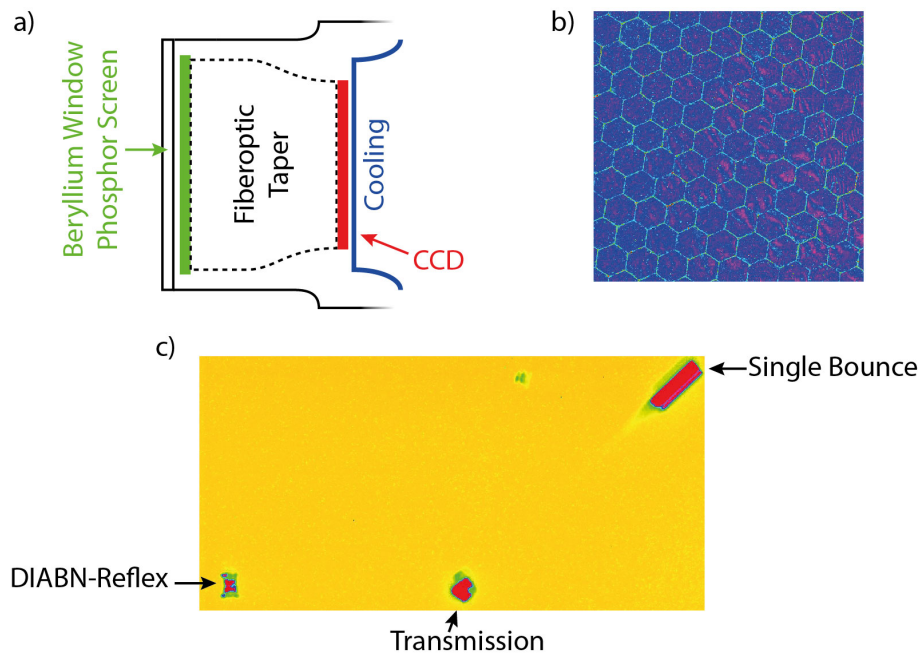 a)
Beryllium Window
Phosphor Screen
Fiberoptic
Taper
Cooling
CCD
b)
c)
Single Bounce
DIABN-Reflex
Transmission